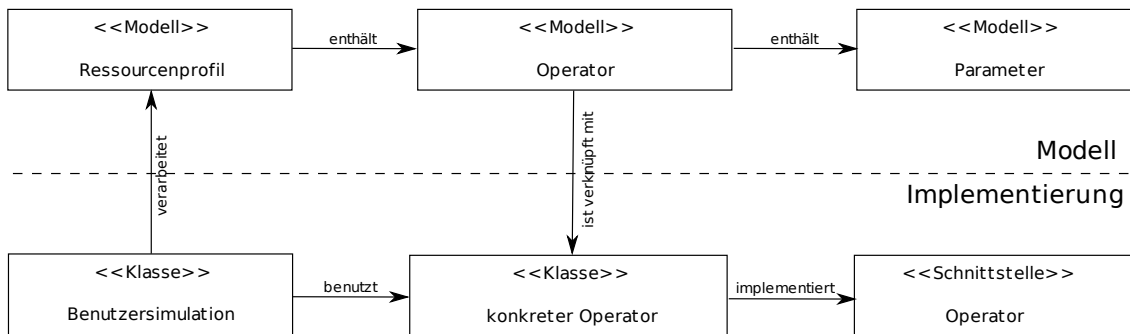 <<Modell>>
Ressourcenprofil
enthält
<<Modell>>
Operator
enthält
<<Modell>>
Parameter
verarbeitet
ist verknüpft mit
Modell
Implementierung
<<Klasse>>
Benutzersimulation
benutzt
<<Klasse>>
konkreter Operator
implementiert
<<Schnittstelle>>
Operator